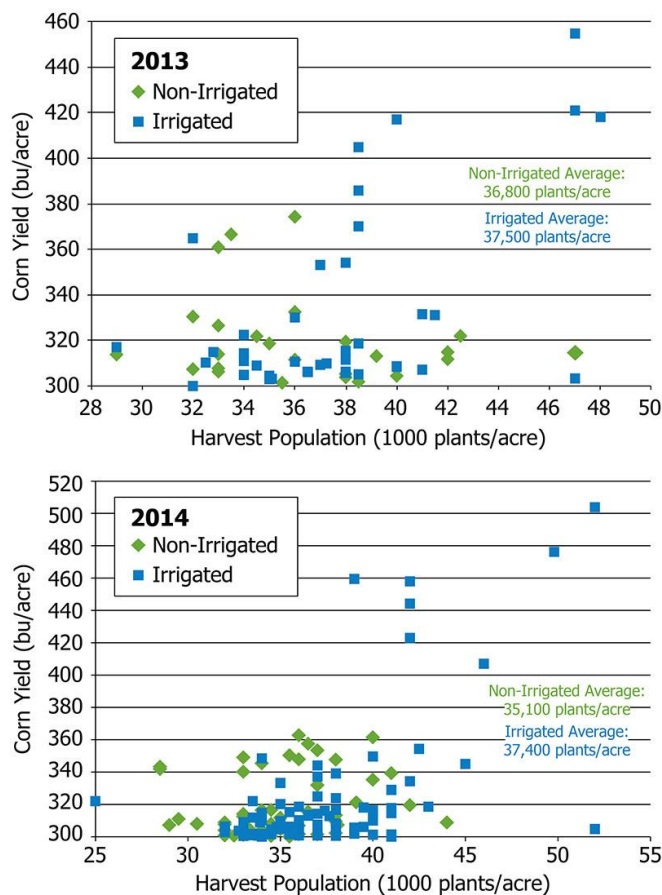 460
440
420
400
380
360
340
320
300
Corn Yield (bu/acre)
2013
Non-Irrigated
Irrigated
Non-Irrigated Average:
36,800 plants/acre
Irrigated Average:
37,500 plants/acre
28 30 32 34 36 38 40 42 44 46 48 50
Harvest Population (1000 plants/acre)
520
500
480
460
440
420
400
380
360
340
320
300
Corn Yield (bu/acre)
2014
Non-Irrigated
Irrigated
Non-Irrigated Average:
35,100 plants/acre
Irrigated Average:
37,400 plants/acre
25 30 35 40 45 50 55
Harvest Population (1000 plants/acre)